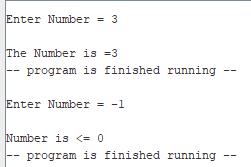 Enter Number = 3
The Number is =3
-- program is finished running --
Enter Number = -1
Number is <= 0
-- program is finished running --